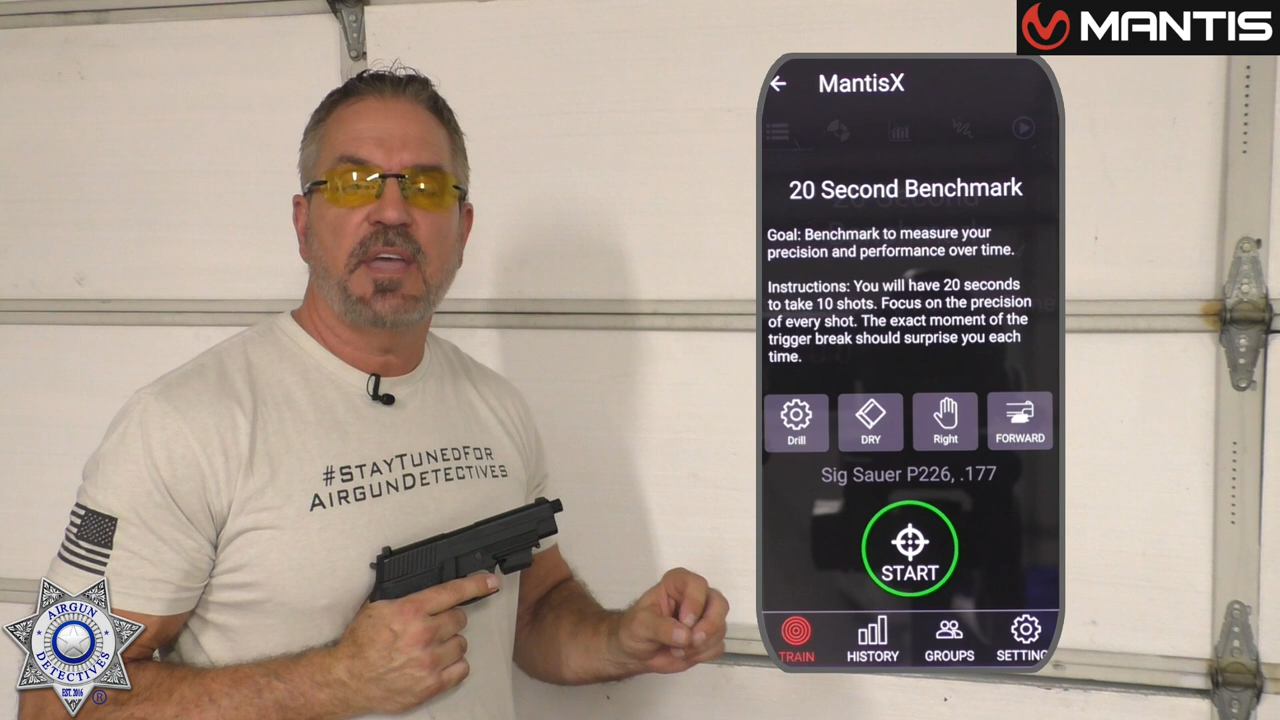 MANTIS
MantisX
20 Second Benchmark
Goal: Benchmark to measure your
precision and performance over time.
Instructions: You will have 20 seconds
to take 10 shots. Focus on the precision
of every shot. The exact moment of the
trigger break should surprise you each
time.
Drill
DRY
Right
FORWARD
Sig Sauer P226, .177
START
TRAIN
HISTORY
GROUPS
SETTING
#STAYTUNEDFOR
AIRGUNDETECTIVES
AIRGUN
DETECTIVES
EST. 2016
®